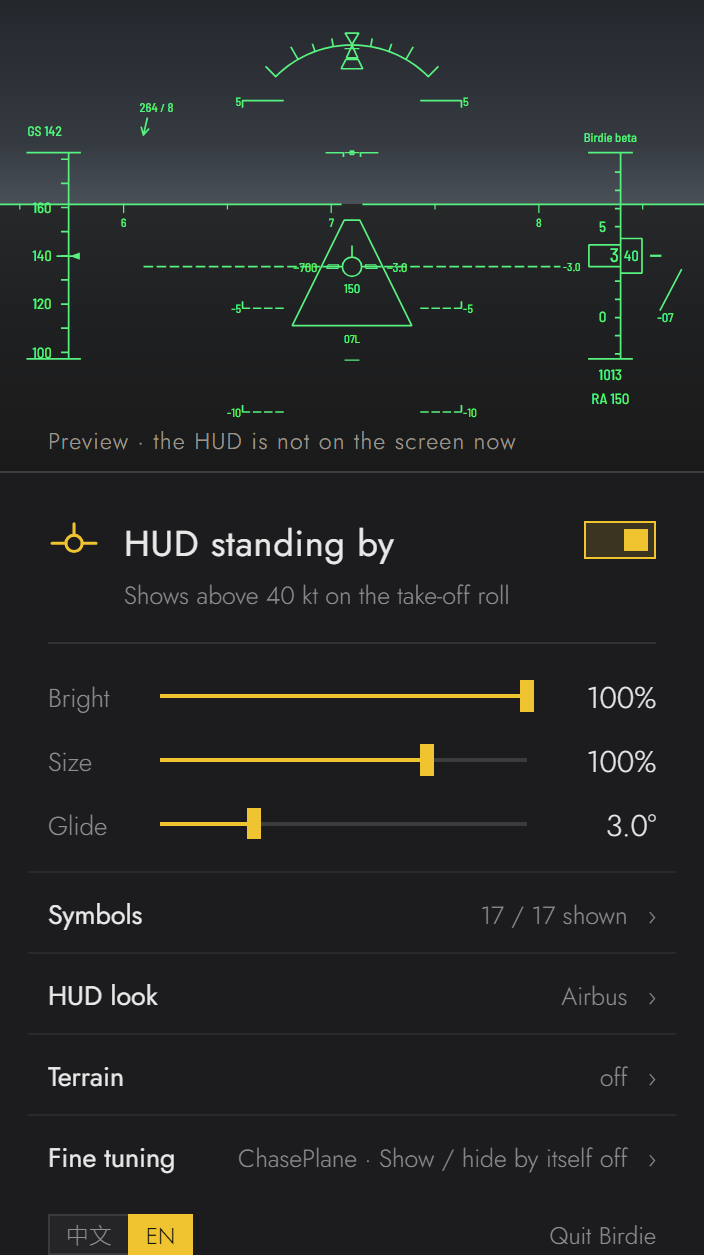 264 / 8
5 5
GS 142
Birdie beta
160
6 7 8
5
140
-700 -3.0 -3.0
3 40
150
120
-5 -5
0
-07
07L
100
1013
RA 150
-10 -10
Preview · the HUD is not on the screen now
HUD standing by
Shows above 40 kt on the take-off roll
Bright 100%
Size 100%
Glide 3.0°
Symbols 17 / 17 shown ›
HUD look Airbus ›
Terrain off ›
Fine tuning ChasePlane · Show / hide by itself off ›
中文 EN Quit Birdie